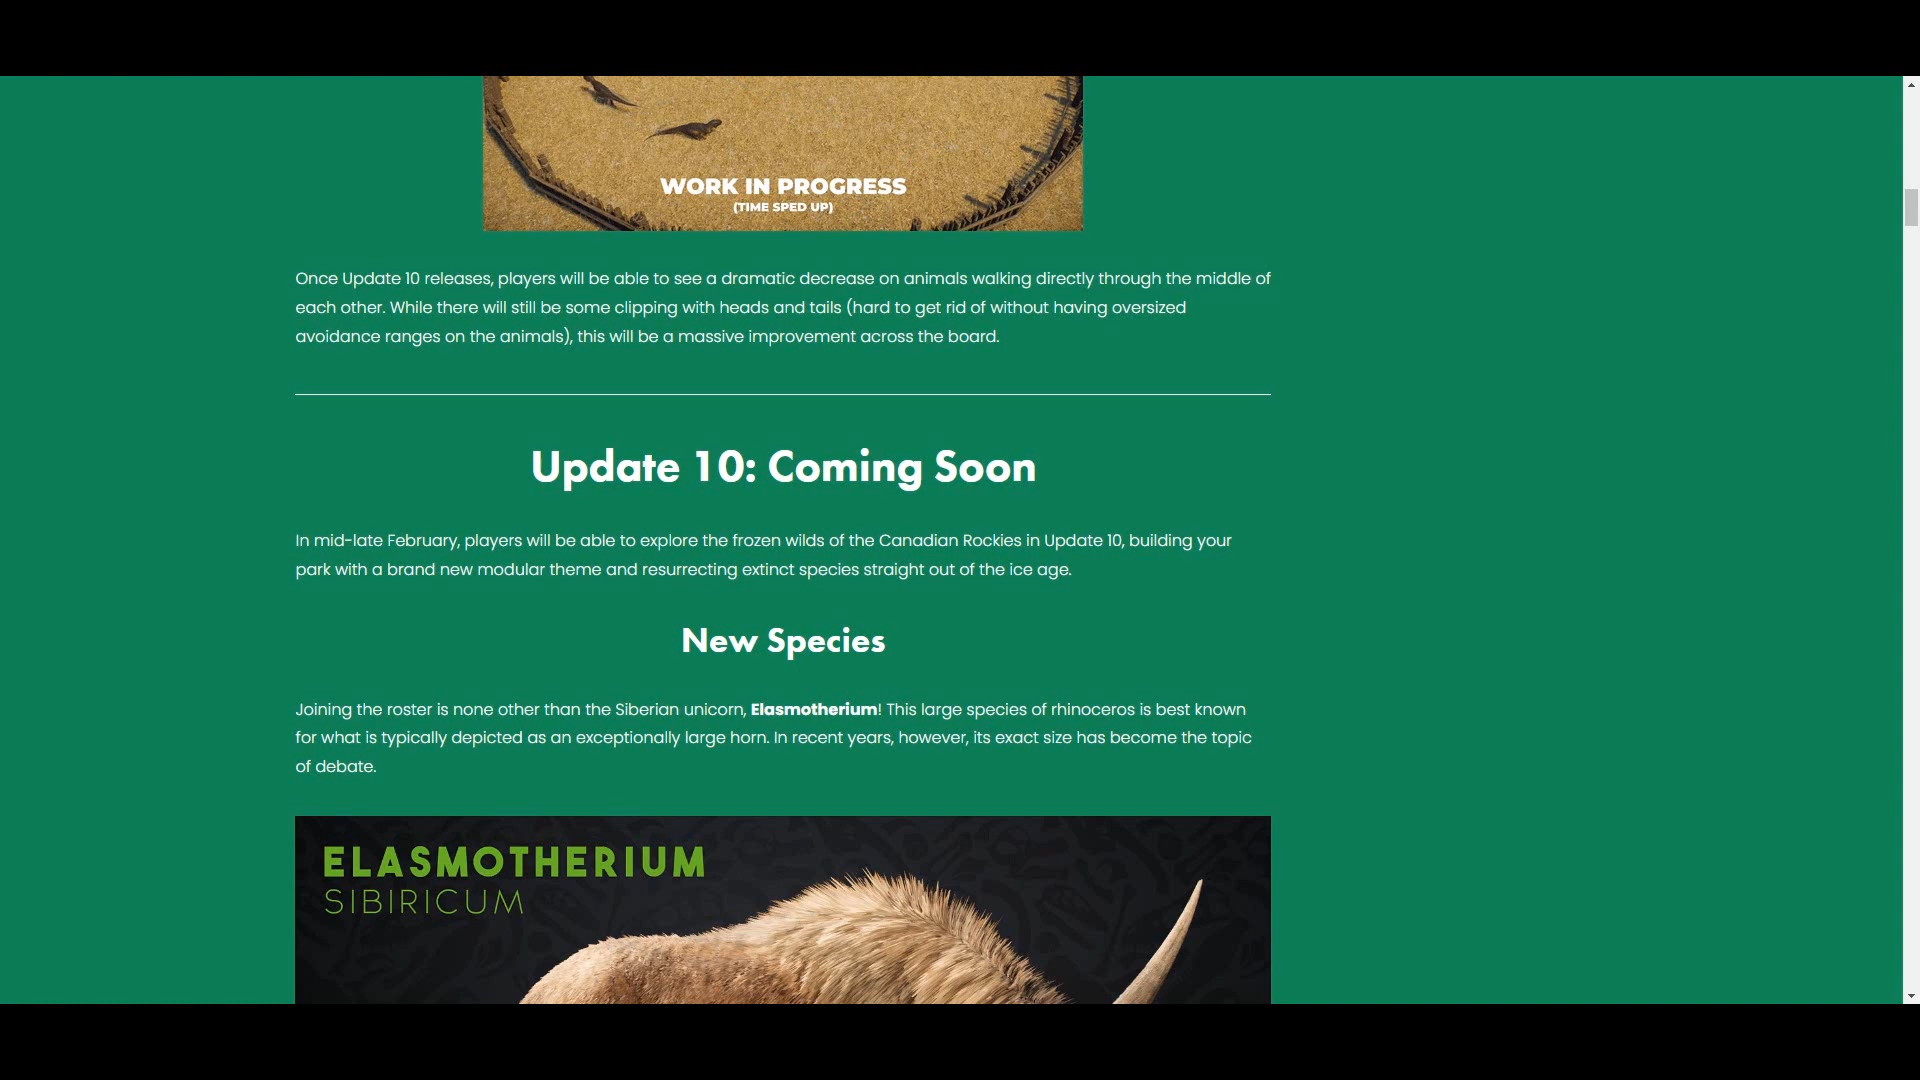 WORK IN PROGRESS
(TIME SPED UP)
Once Update 10 releases, players will be able to see a dramatic decrease on animals walking directly through the middle of
each other. While there will still be some clipping with heads and tails (hard to get rid of without having oversized
avoidance ranges on the animals), this will be a massive improvement across the board.
Update 10: Coming Soon
In mid-late February, players will be able to explore the frozen wilds of the Canadian Rockies in Update 10, building your
park with a brand new modular theme and resurrecting extinct species straight out of the ice age.
New Species
Joining the roster is none other than the Siberian unicorn, Elasmotherium! This large species of rhinoceros is best known
for what is typically depicted as an exceptionally large horn. In recent years, however, its exact size has become the topic
of debate.
ELASMOTHERIUM
SIBIRICUM